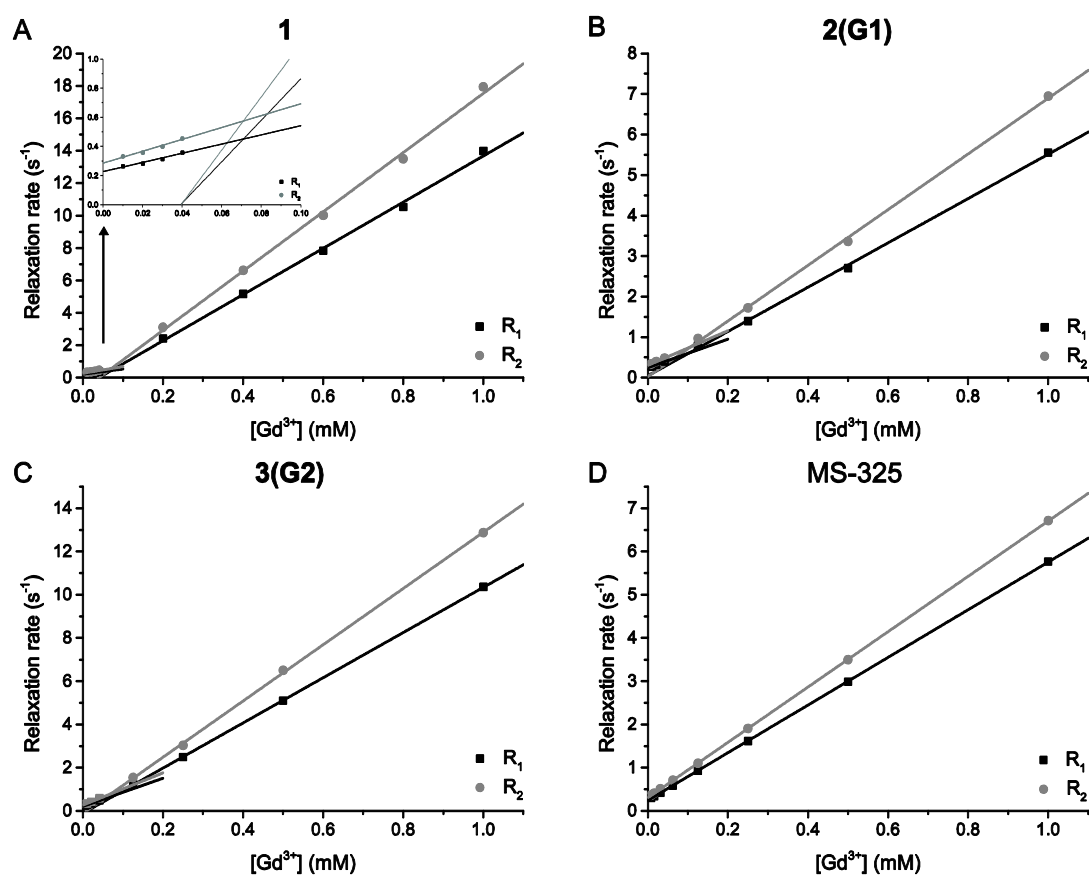 A
1
Relaxation rate (s⁻¹)
20
18
16
14
12
10
8
6
4
2
0
0.0
0.2
0.4
0.6
0.8
1.0
[Gd³⁺] (mM)
1.0
0.8
0.6
0.4
0.2
0.0
0.00
0.02
0.04
0.06
0.08
0.10
R₁
R₂
R₁
R₂
B
2(G1)
Relaxation rate (s⁻¹)
8
7
6
5
4
3
2
1
0
0.0
0.2
0.4
0.6
0.8
1.0
[Gd³⁺] (mM)
R₁
R₂
C
3(G2)
Relaxation rate (s⁻¹)
14
12
10
8
6
4
2
0
0.0
0.2
0.4
0.6
0.8
1.0
[Gd³⁺] (mM)
R₁
R₂
D
MS-325
Relaxation rate (s⁻¹)
7
6
5
4
3
2
1
0
0.0
0.2
0.4
0.6
0.8
1.0
[Gd³⁺] (mM)
R₁
R₂